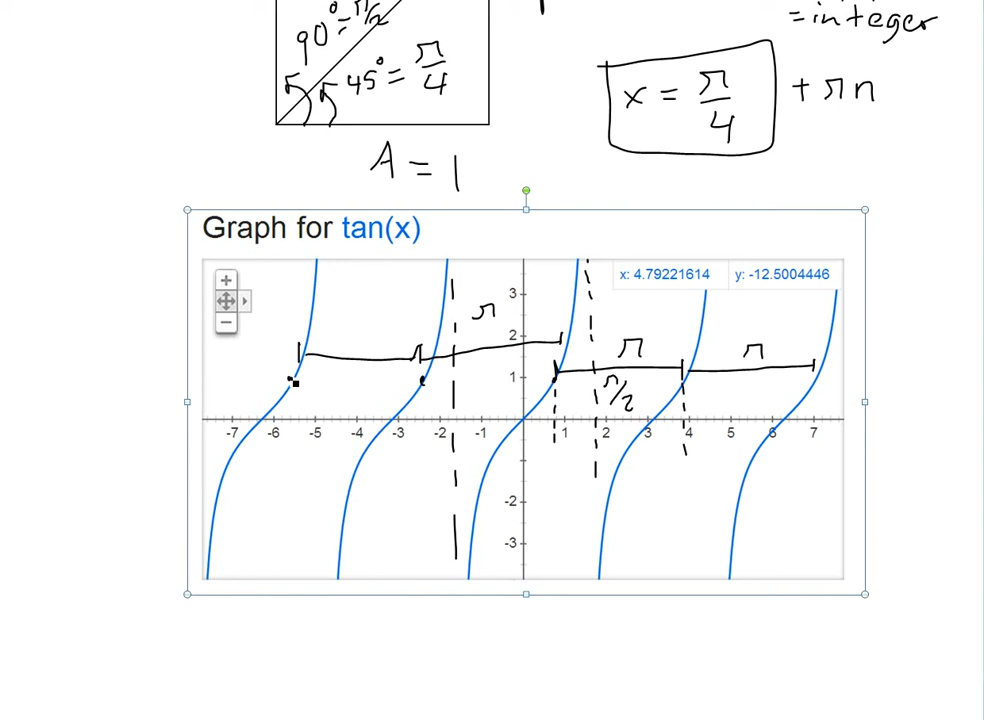 90° = π/2
= integer
45° = π/4
x = π/4 + πn
A = 1
Graph for tan(x)
x: 4.79221614 y: -12.5004446
+
−
3
π
2
π
π
1
π/2
-7 -6 -5 -4 -3 -2 -1 1 2 3 4 5 6 7
-2
-3